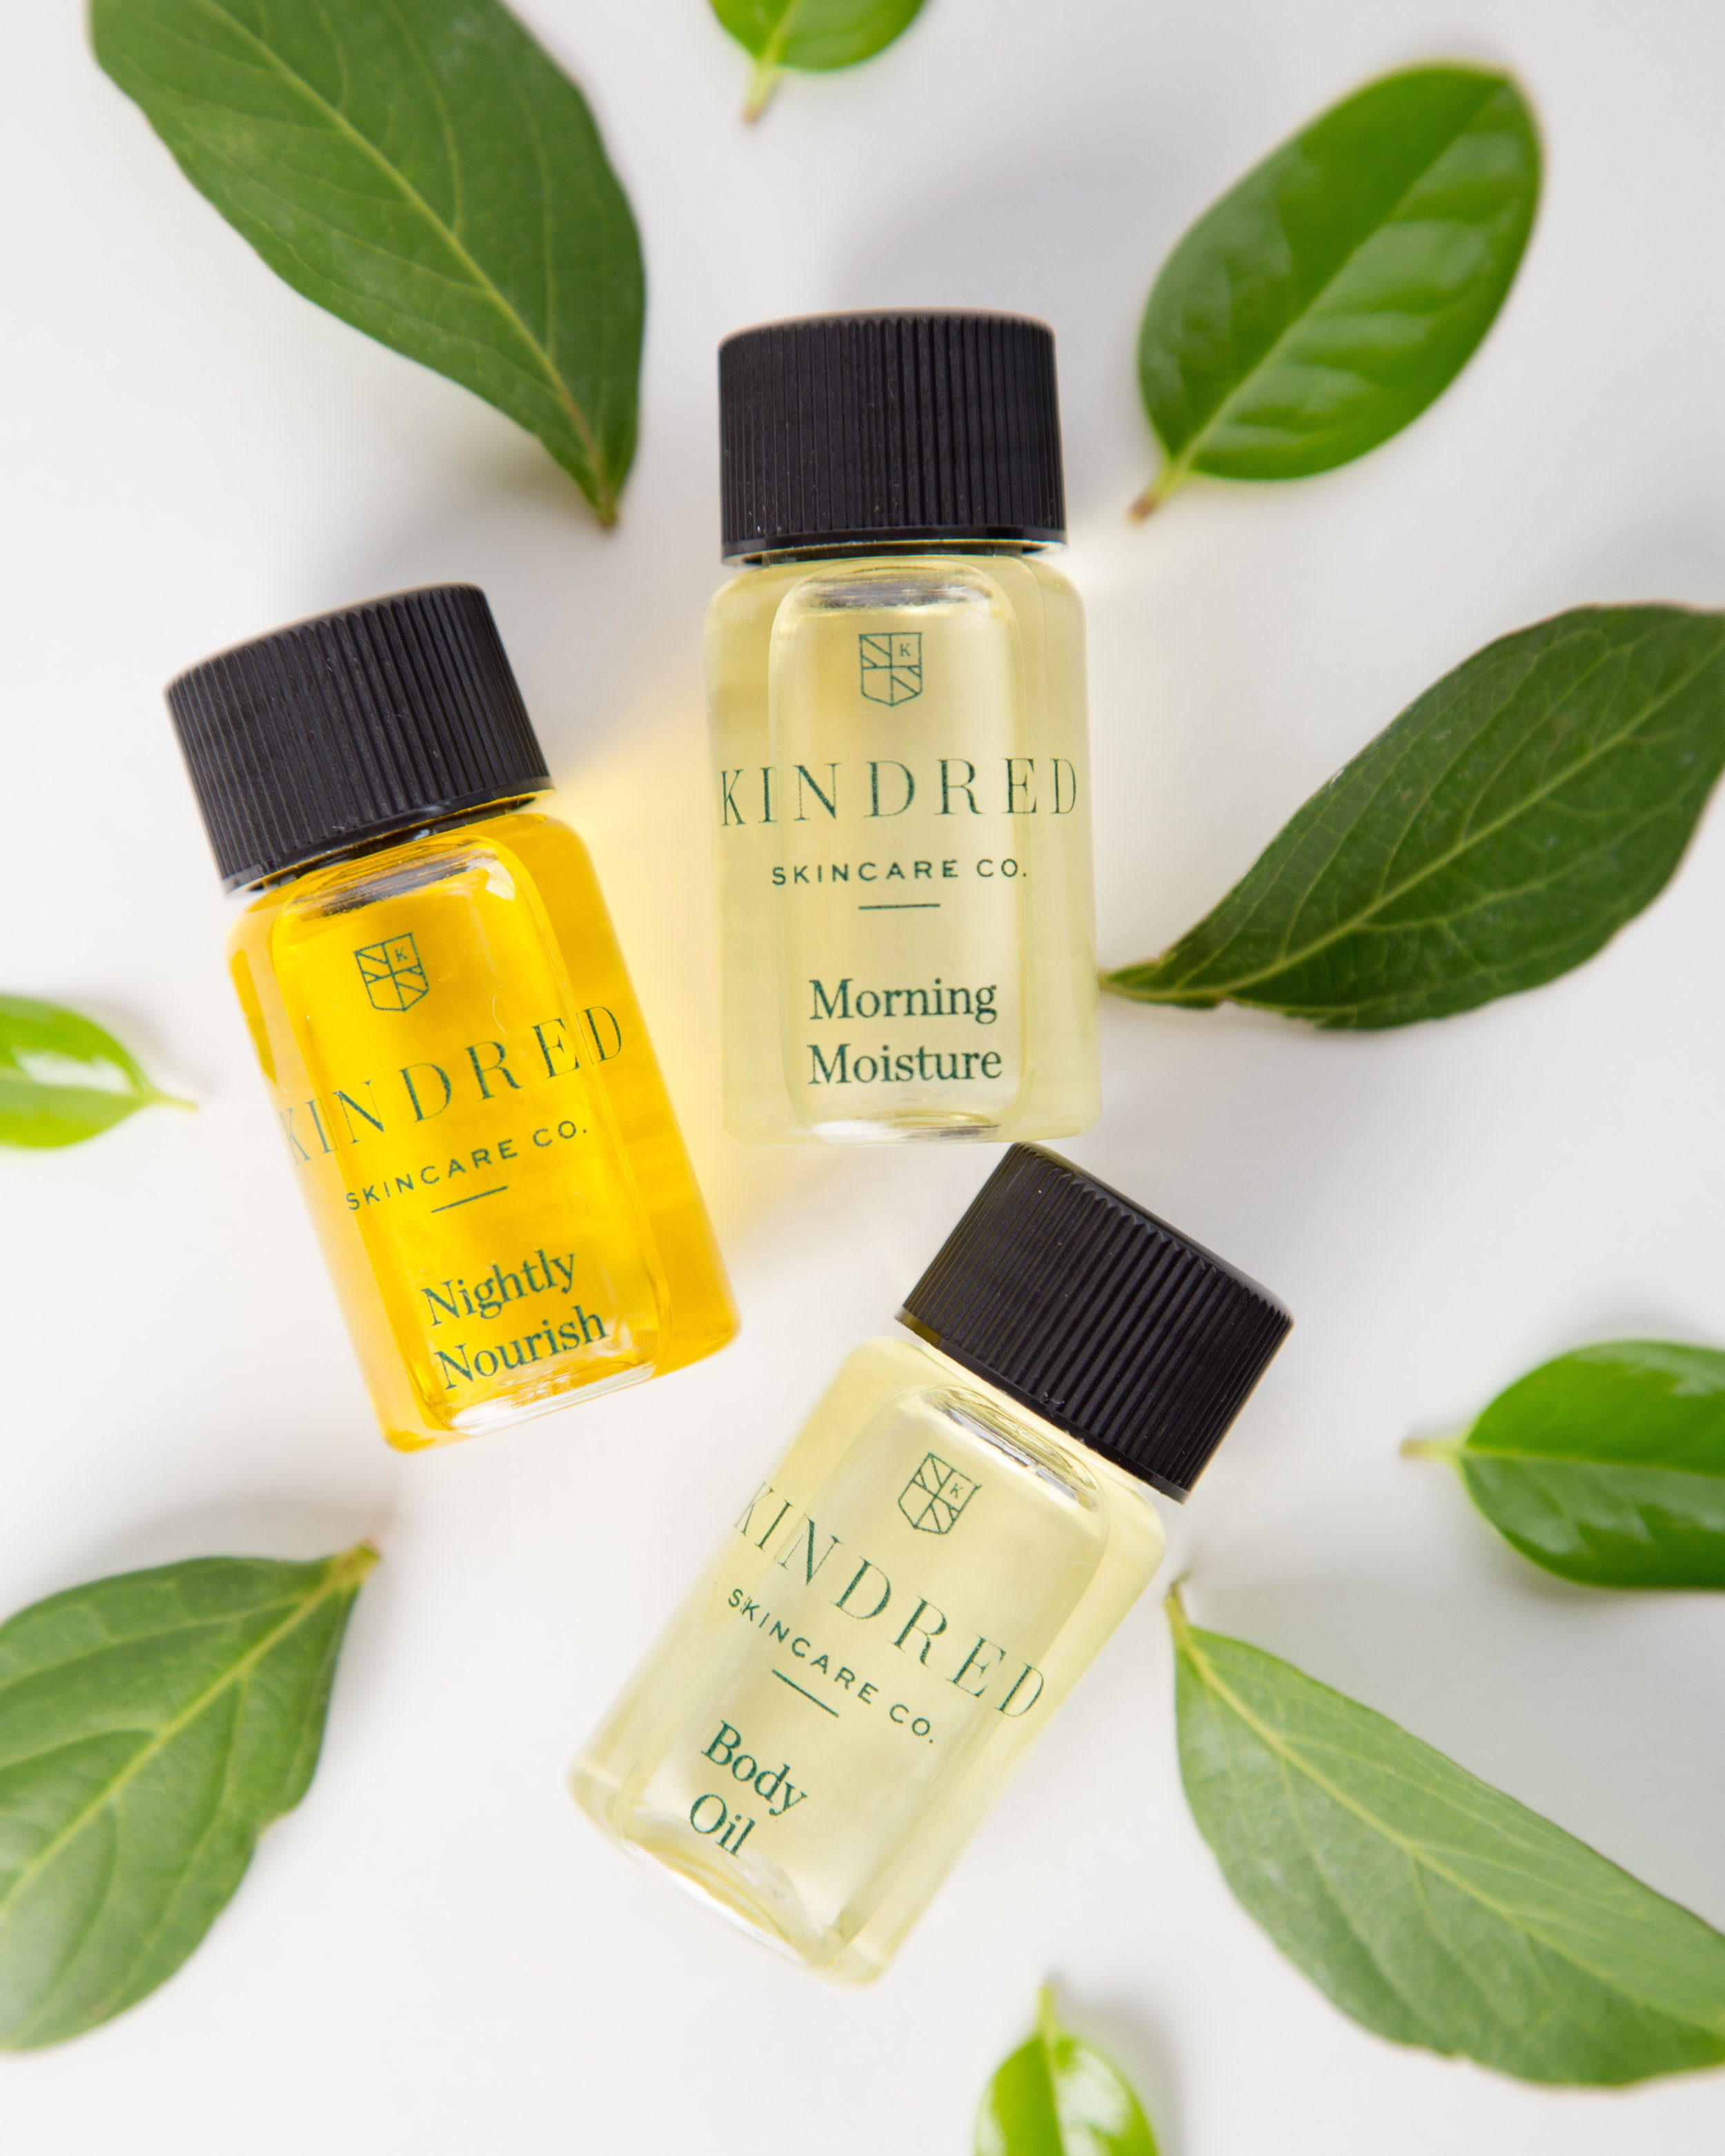 K
KINDRED
SKINCARE CO.
Morning
Moisture
K
KINDRED
SKINCARE CO.
Nightly
Nourish
K
KINDRED
SKINCARE CO.
Body
Oil